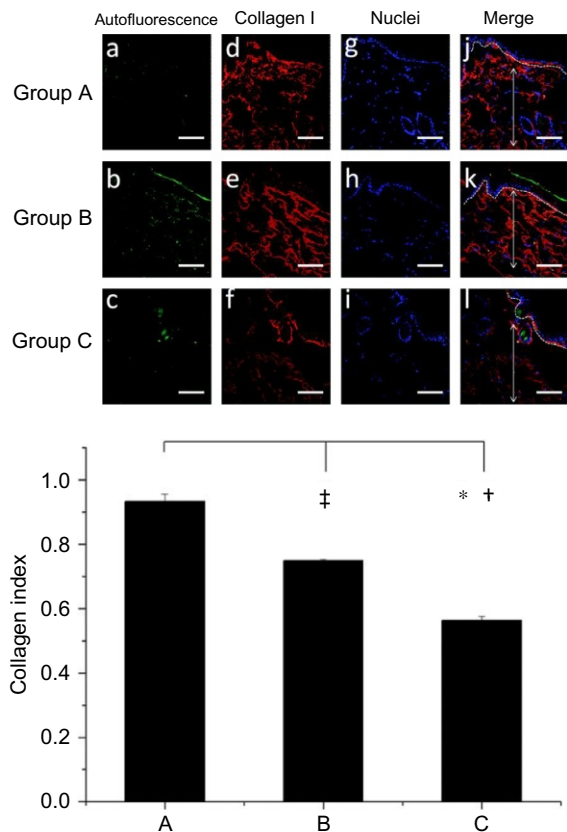 Autofluorescence Collagen I Nuclei Merge
Group A a d g j
Group B b e h k
Group C c f i l
Collagen index
1.0
0.8
0.6
0.4
0.2
0.0
‡ * †
A B C